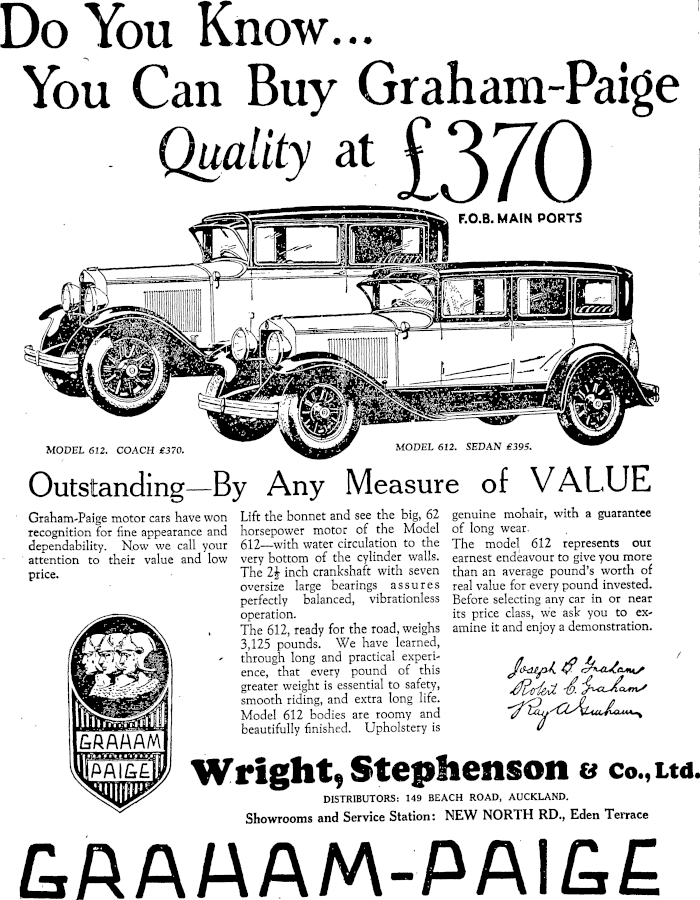 Do You Know...
You Can Buy Graham-Paige
Quality at £370
F.O.B. MAIN PORTS
MODEL 612. COACH £370.
MODEL 612. SEDAN £395.
Outstanding—By Any Measure of VALUE
Graham-Paige motor cars have won
recognition for fine appearance and
dependability. Now we call your
attention to their value and low
price.
Lift the bonnet and see the big, 62
horsepower motor of the Model
612—with water circulation to the
very bottom of the cylinder walls.
The 2½ inch crankshaft with seven
oversize large bearings assures
perfectly balanced, vibrationless
operation.
The 612, ready for the road, weighs
3,125 pounds. We have learned,
through long and practical experi-
ence, that every pound of this
greater weight is essential to safety,
smooth riding, and extra long life.
Model 612 bodies are roomy and
beautifully finished. Upholstery is
genuine mohair, with a guarantee
of long wear.
The model 612 represents our
earnest endeavour to give you more
than an average pound's worth of
real value for every pound invested.
Before selecting any car in or near
its price class, we ask you to ex-
amine it and enjoy a demonstration.
Joseph B Graham
Robert C. Graham
Ray A Graham
GRAHAM
PAIGE
Wright, Stephenson & Co., Ltd.
DISTRIBUTORS: 149 BEACH ROAD, AUCKLAND.
Showrooms and Service Station: NEW NORTH RD., Eden Terrace
GRAHAM-PAIGE